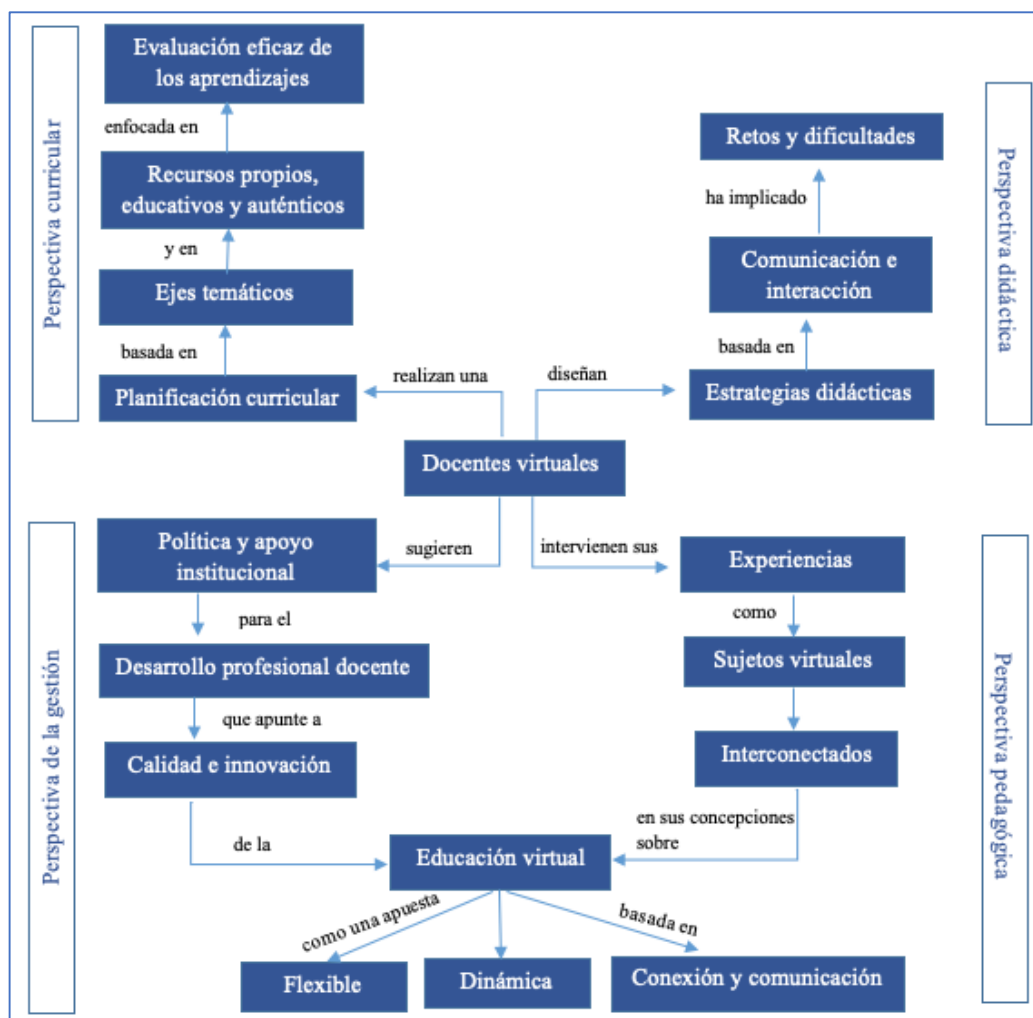 Perspectiva curricular
Evaluación eficaz de
los aprendizajes
enfocada en
Recursos propios,
educativos y auténticos
y en
Ejes temáticos
basada en
Planificación curricular
realizan una
Perspectiva didáctica
Retos y dificultades
ha implicado
Comunicación e
interacción
basada en
Estrategias didácticas
diseñan
Docentes virtuales
Perspectiva de la gestión
sugieren
Política y apoyo
institucional
para el
Desarrollo profesional docente
que apunte a
Calidad e innovación
de la
Perspectiva pedagógica
intervienen sus
Experiencias
como
Sujetos virtuales
Interconectados
en sus concepciones
sobre
Educación virtual
como una apuesta
basada en
Flexible
Dinámica
Conexión y comunicación